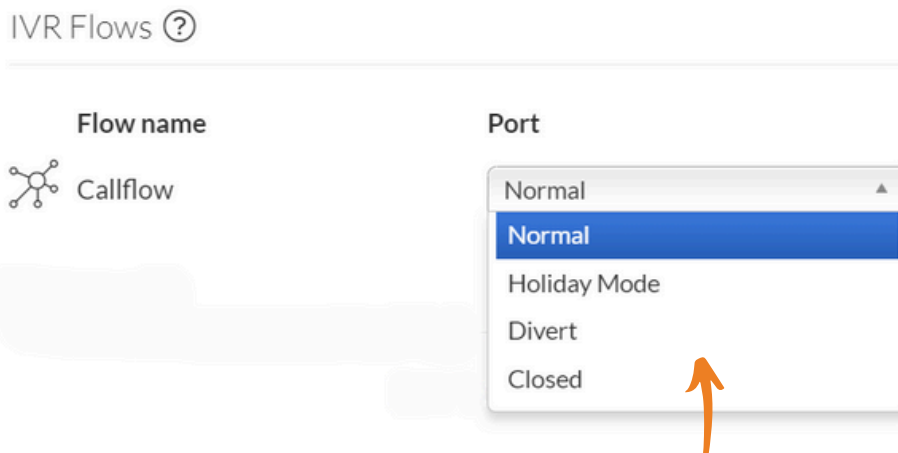 IVR Flows ?
Flow name Port
Callflow Normal
Normal
Holiday Mode
Divert
Closed